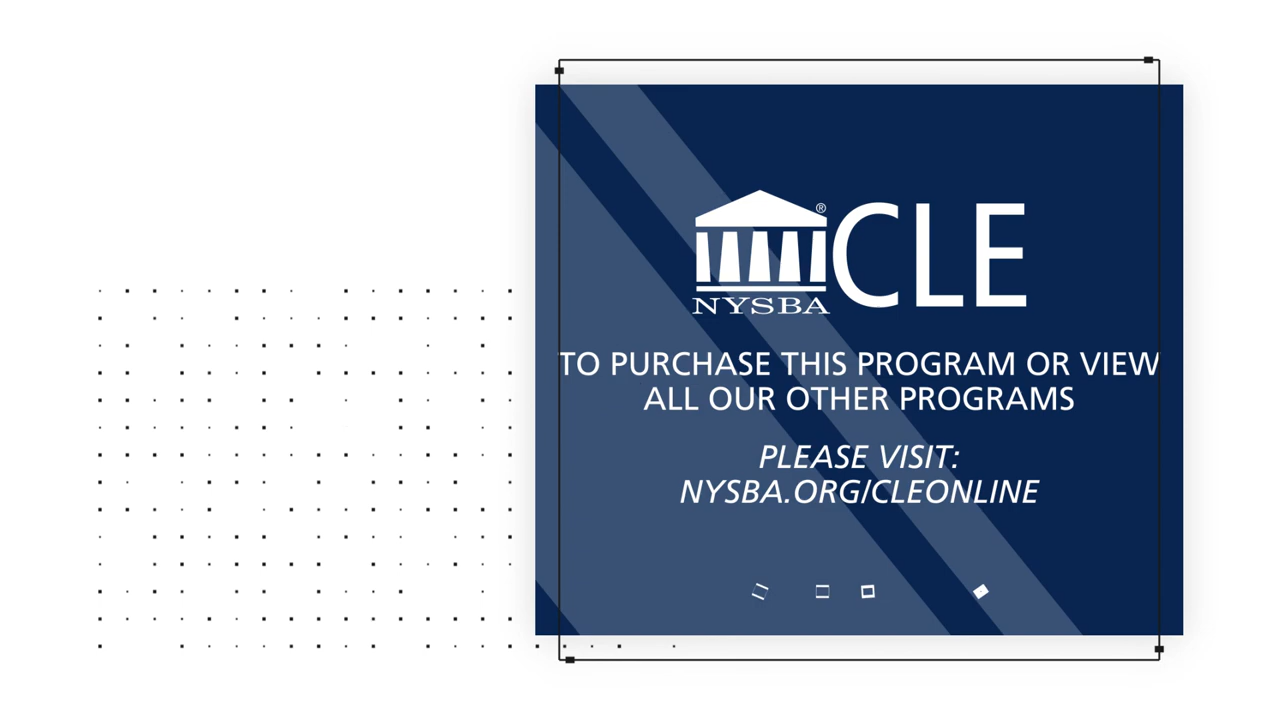 ®
NYSBA CLE
TO PURCHASE THIS PROGRAM OR VIEW
ALL OUR OTHER PROGRAMS
PLEASE VISIT:
NYSBA.ORG/CLEONLINE